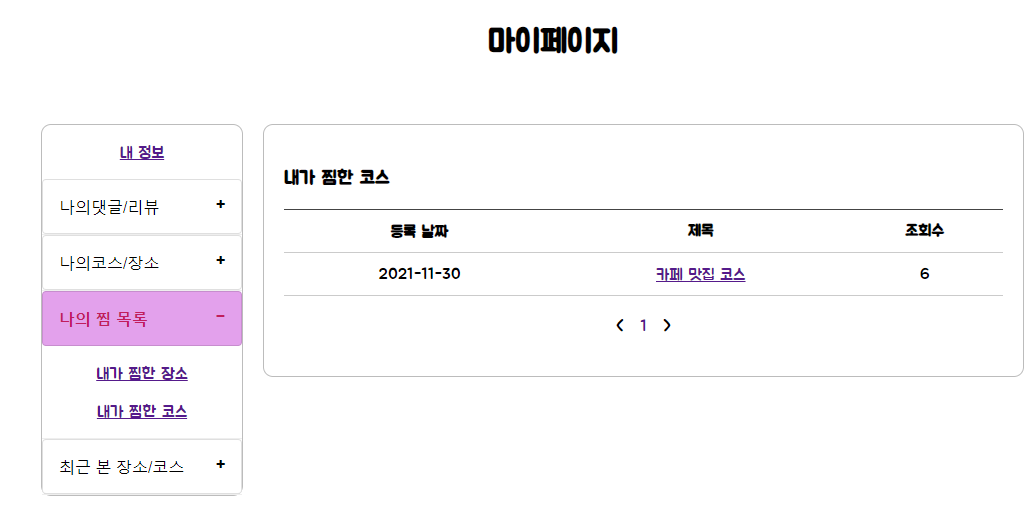 마이페이지
내 정보
나의댓글/리뷰 +
나의코스/장소 +
나의 찜 목록 −
내가 찜한 장소
내가 찜한 코스
최근 본 장소/코스 +
내가 찜한 코스
등록 날짜 제목 조회수
2021-11-30 카페 맛집 코스 6
< 1 >